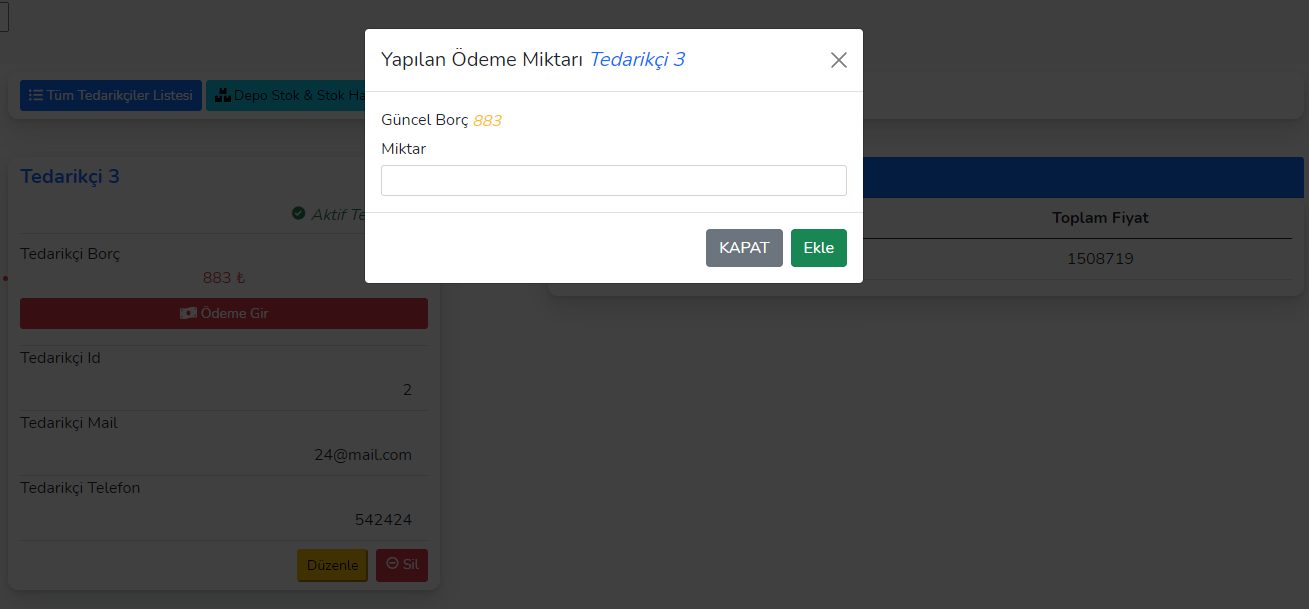 Yapılan Ödeme Miktarı Tedarikçi 3
Güncel Borç 883
Miktar
KAPAT
Ekle
Tüm Tedarikçiler Listesi
Depo Stok & Stok Ha
Tedarikçi 3
Aktif Te
Tedarikçi Borç
883 ₺
Ödeme Gir
Tedarikçi Id
2
Tedarikçi Mail
24@mail.com
Tedarikçi Telefon
542424
Düzenle
Sil
Toplam Fiyat
1508719